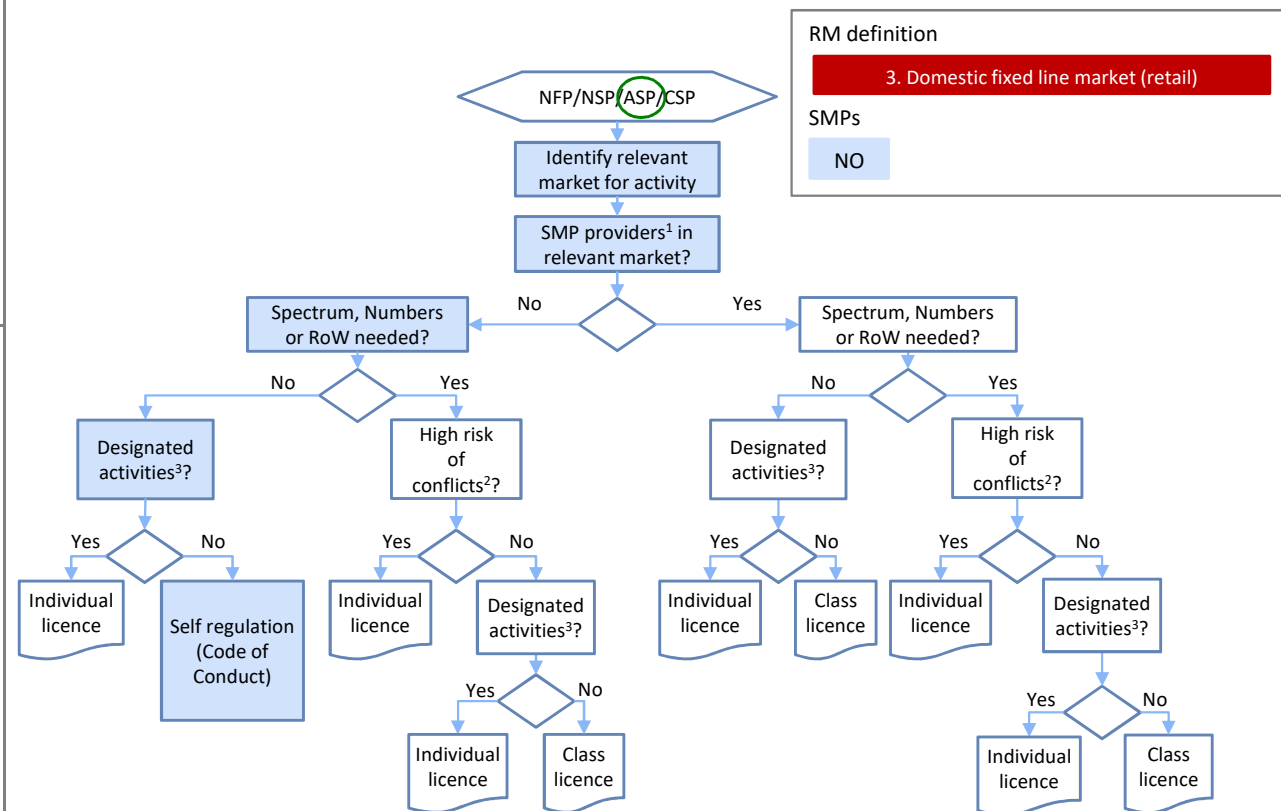 RM definition
3. Domestic fixed line market (retail)
SMPs
NO
NFP/NSP/ASP/CSP
Identify relevant
market for activity
SMP providers¹ in
relevant market?
No
Yes
Spectrum, Numbers
or RoW needed?
Spectrum, Numbers
or RoW needed?
No
Yes
No
Yes
Designated
activities³?
High risk
of
conflicts²?
Designated
activities³?
High risk
of
conflicts²?
Yes
No
Yes
No
Yes
No
Yes
No
Individual
licence
Self regulation
(Code of
Conduct)
Individual
licence
Designated
activities³?
Individual
licence
Class
licence
Individual
licence
Designated
activities³?
Yes
No
Yes
No
Individual
licence
Class
licence
Individual
licence
Class
licence